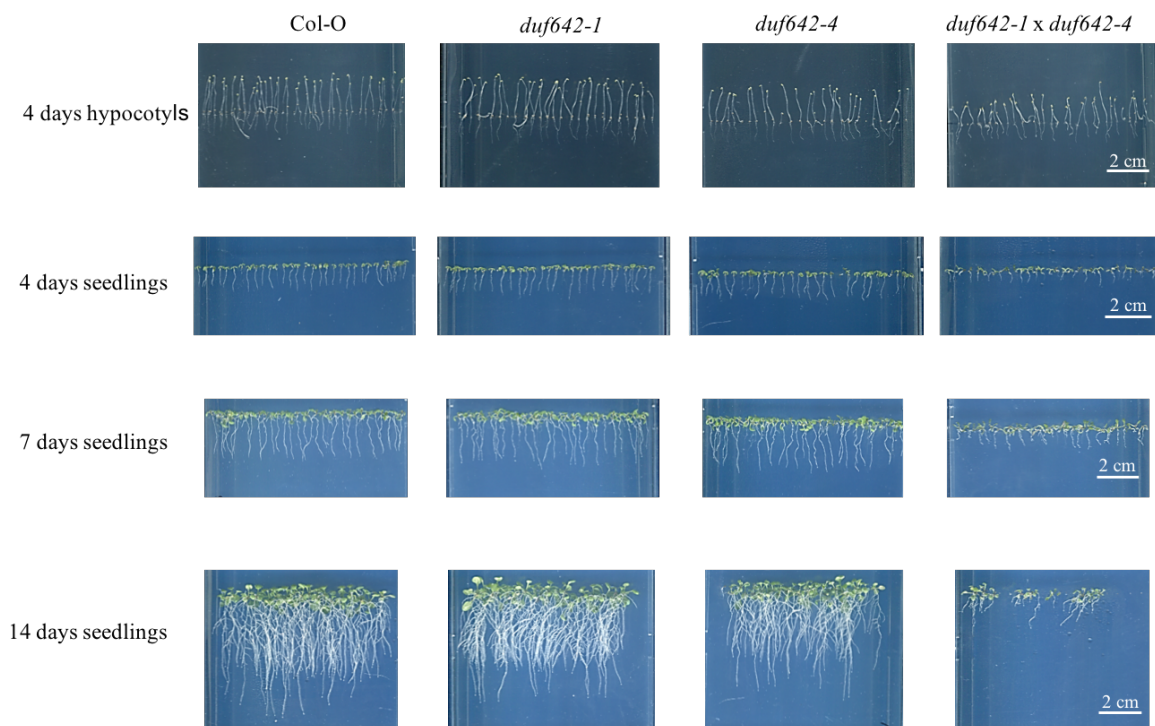 Col-O duf642-1 duf642-4 duf642-1 x duf642-4
4 days hypocotyls
2 cm
4 days seedlings
2 cm
7 days seedlings
2 cm
14 days seedlings
2 cm